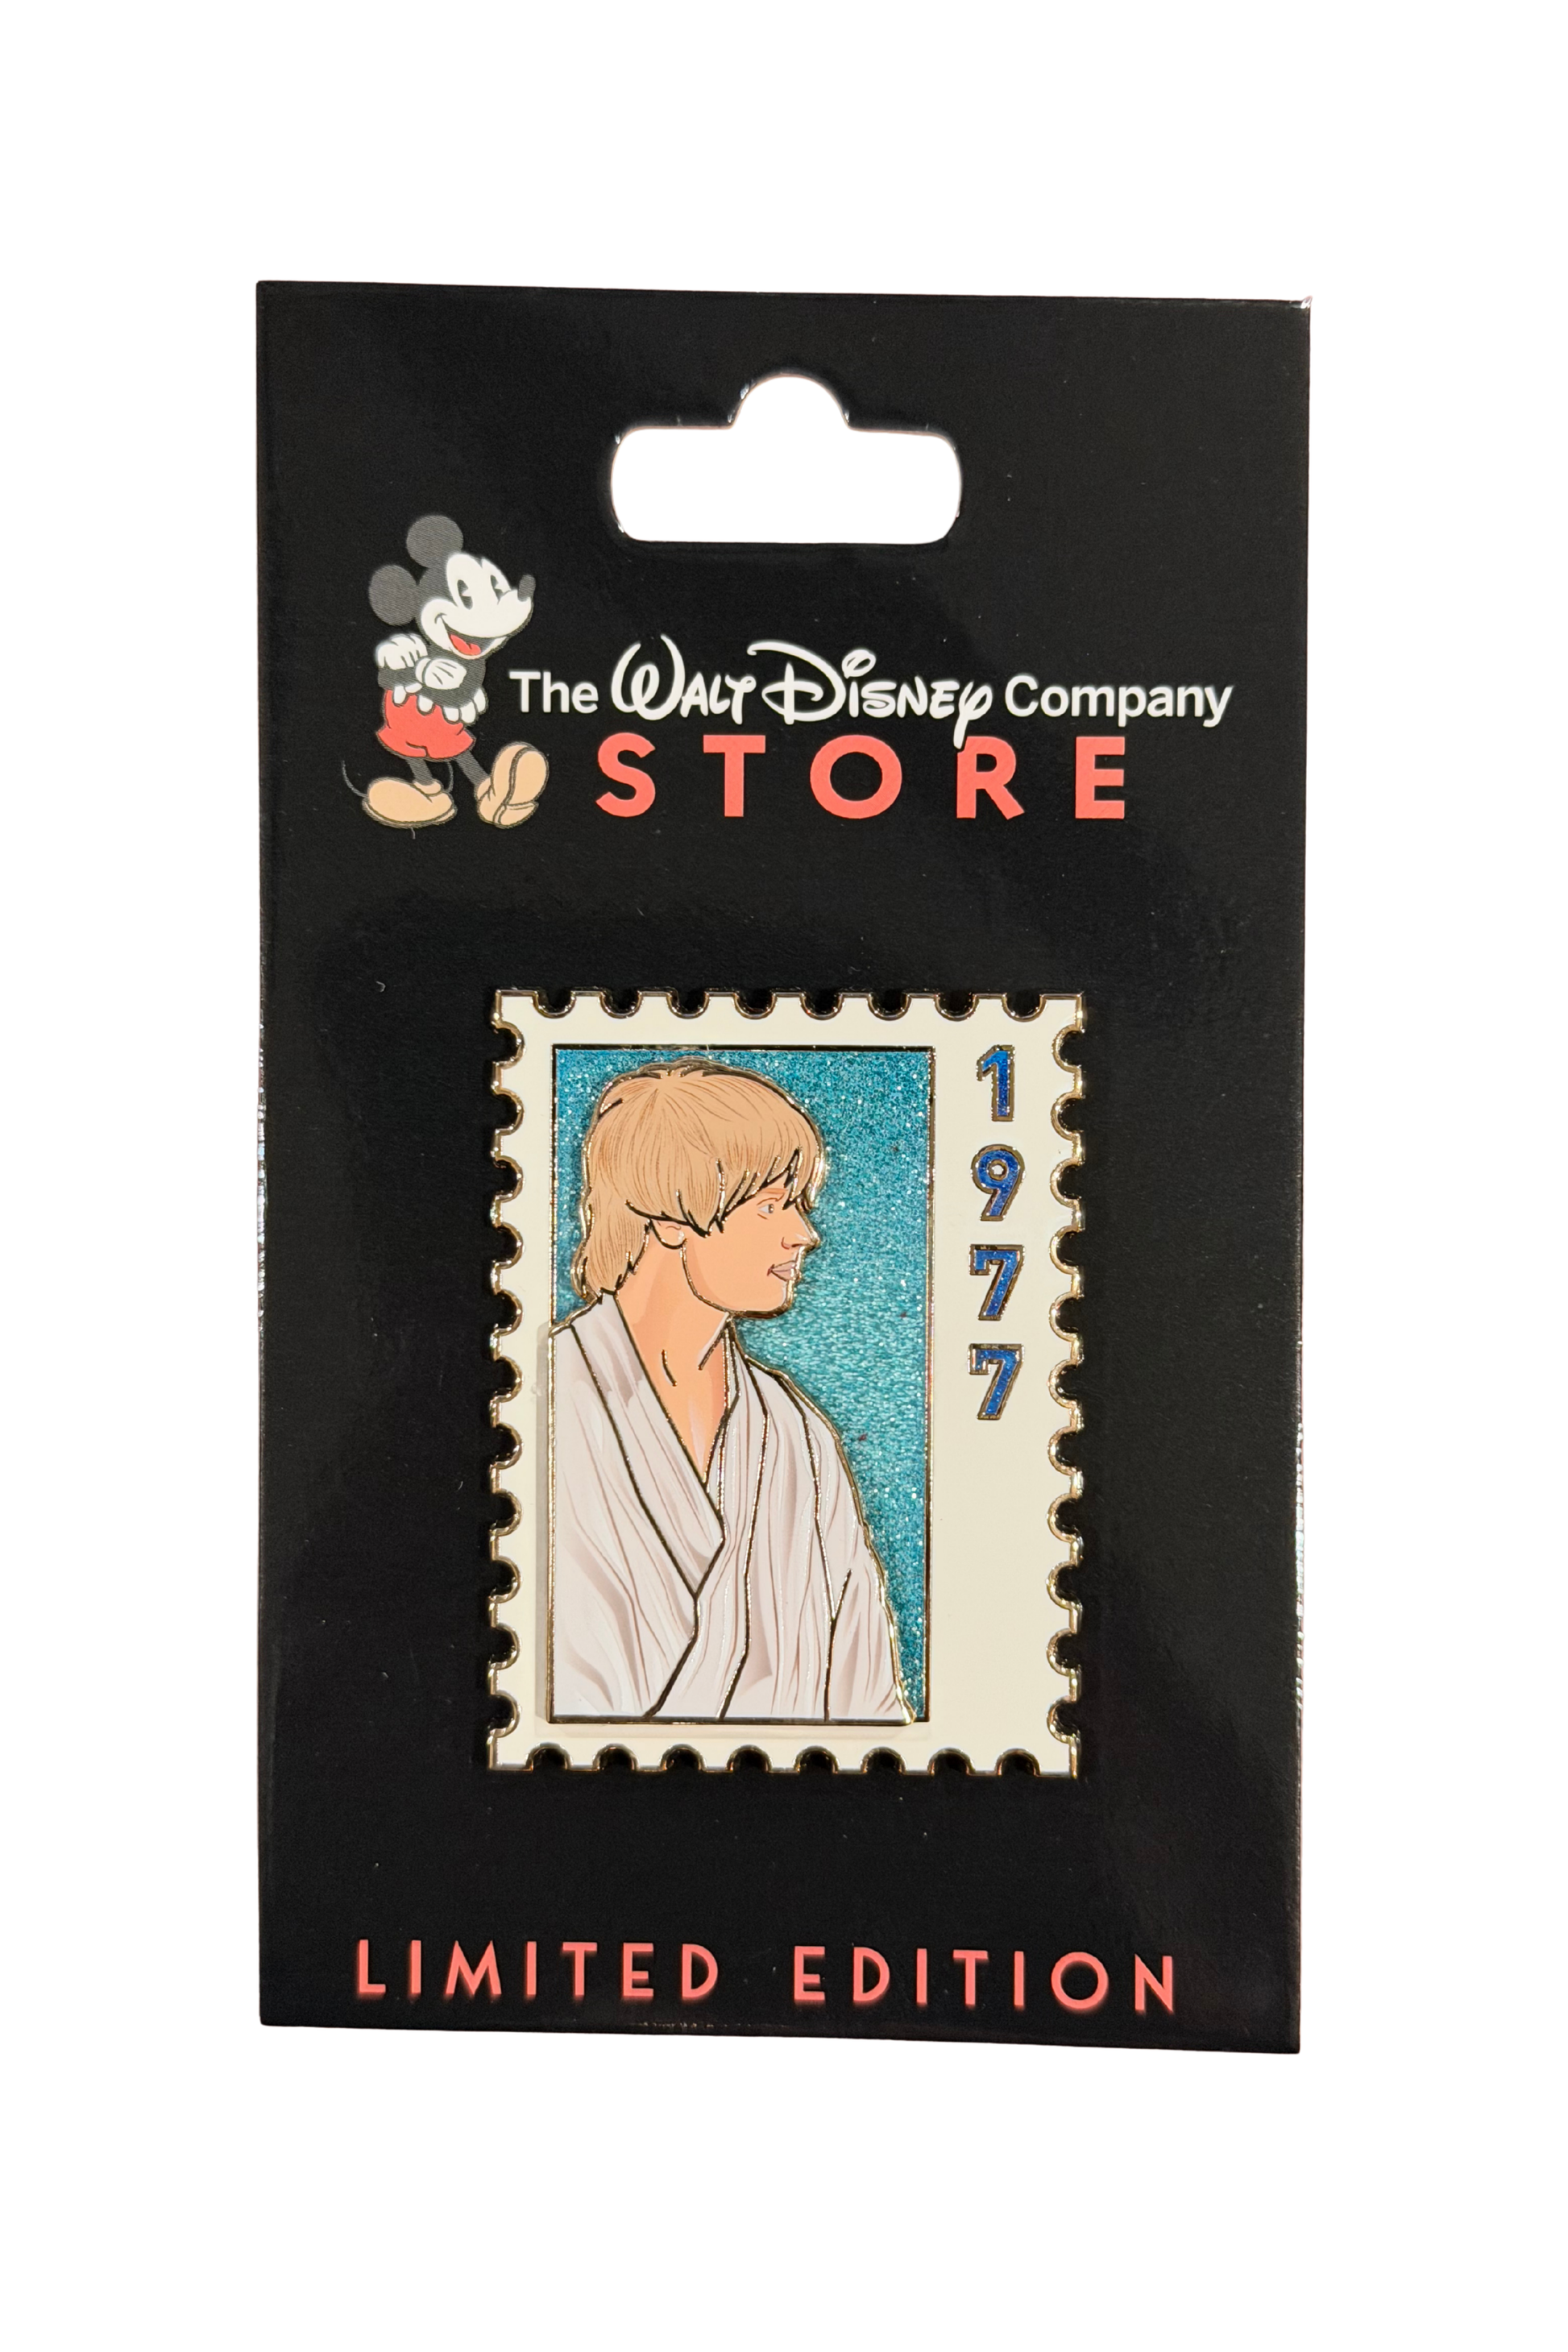 The WALT DISNEY Company
STORE
1
9
7
7
LIMITED EDITION